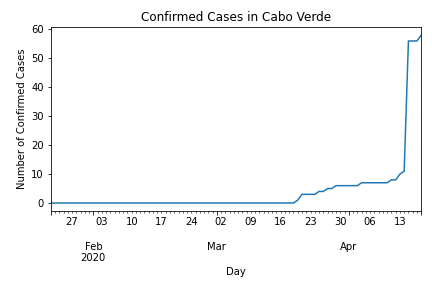 Confirmed Cases in Cabo Verde
60
50
40
30
20
10
0
Number of Confirmed Cases
27 03 10 17 24 02 09 16 23 30 06 13
Feb Mar Apr
2020
Day